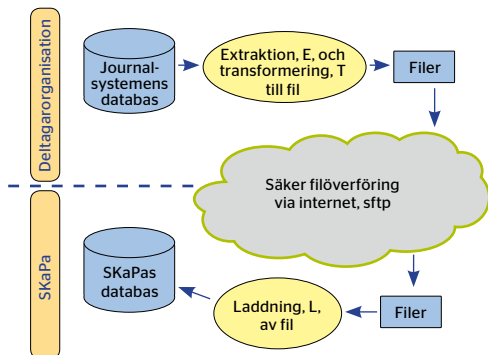 Deltagarorganisation
Journal-
systemens
databas
Extraktion, E, och
transformering, T
till fil
Filer
Säker filöverföring
via internet, sftp
SKaPa
SKaPas
databas
Laddning, L,
av fil
Filer